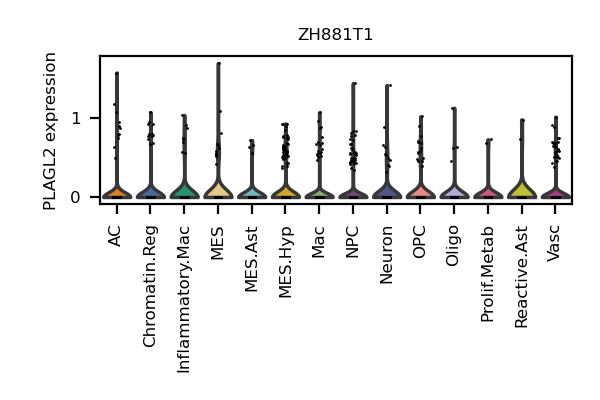 ZH881T1
PLAGL2 expression
1
0
AC
Chromatin.Reg
Inflammatory.Mac
MES
MES.Ast
MES.Hyp
Mac
NPC
Neuron
OPC
Oligo
Prolif.Metab
Reactive.Ast
Vasc